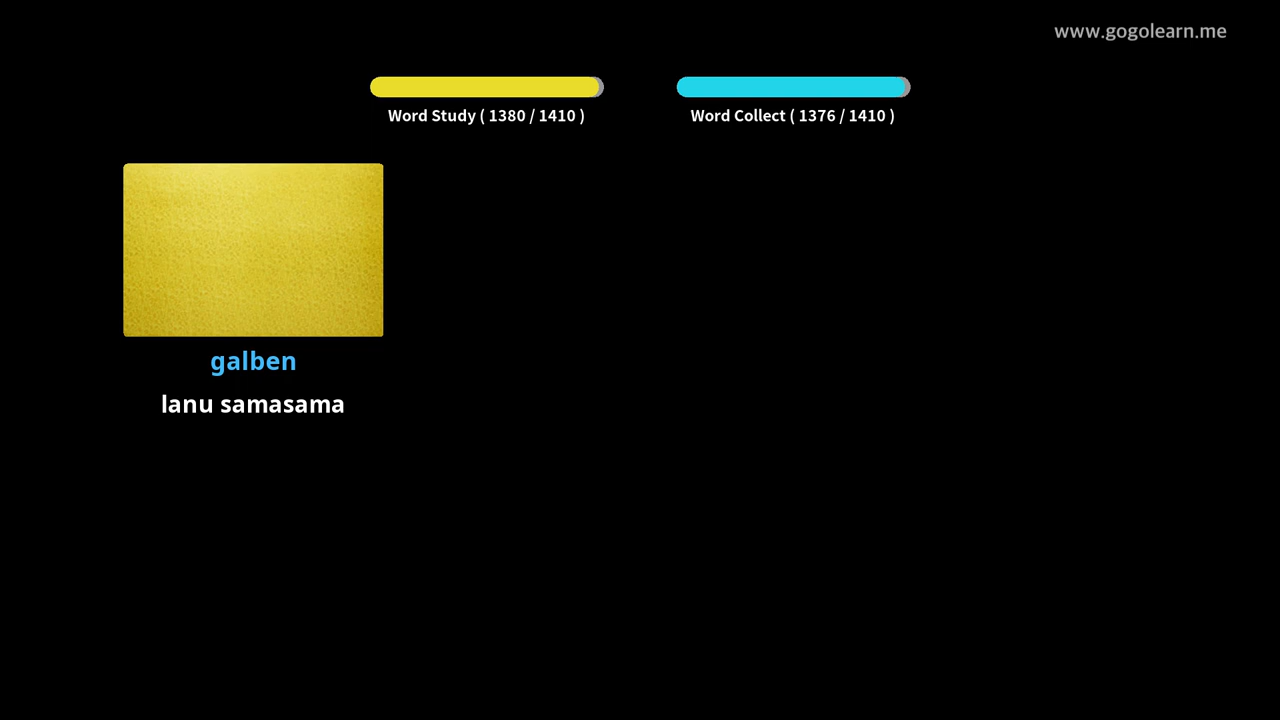 www.gogolearn.me
Word Study ( 1380 / 1410 )
Word Collect ( 1376 / 1410 )
galben
lanu samasama